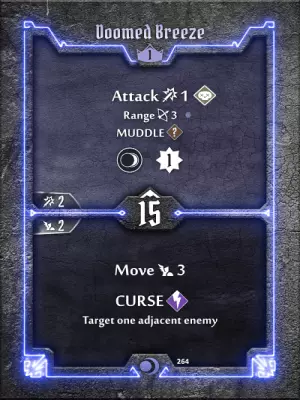 Doomed Breeze
1
Attack 1
Range 3
MUDDLE ?
1
2
15
2
Move 3
CURSE
Target one adjacent enemy
264